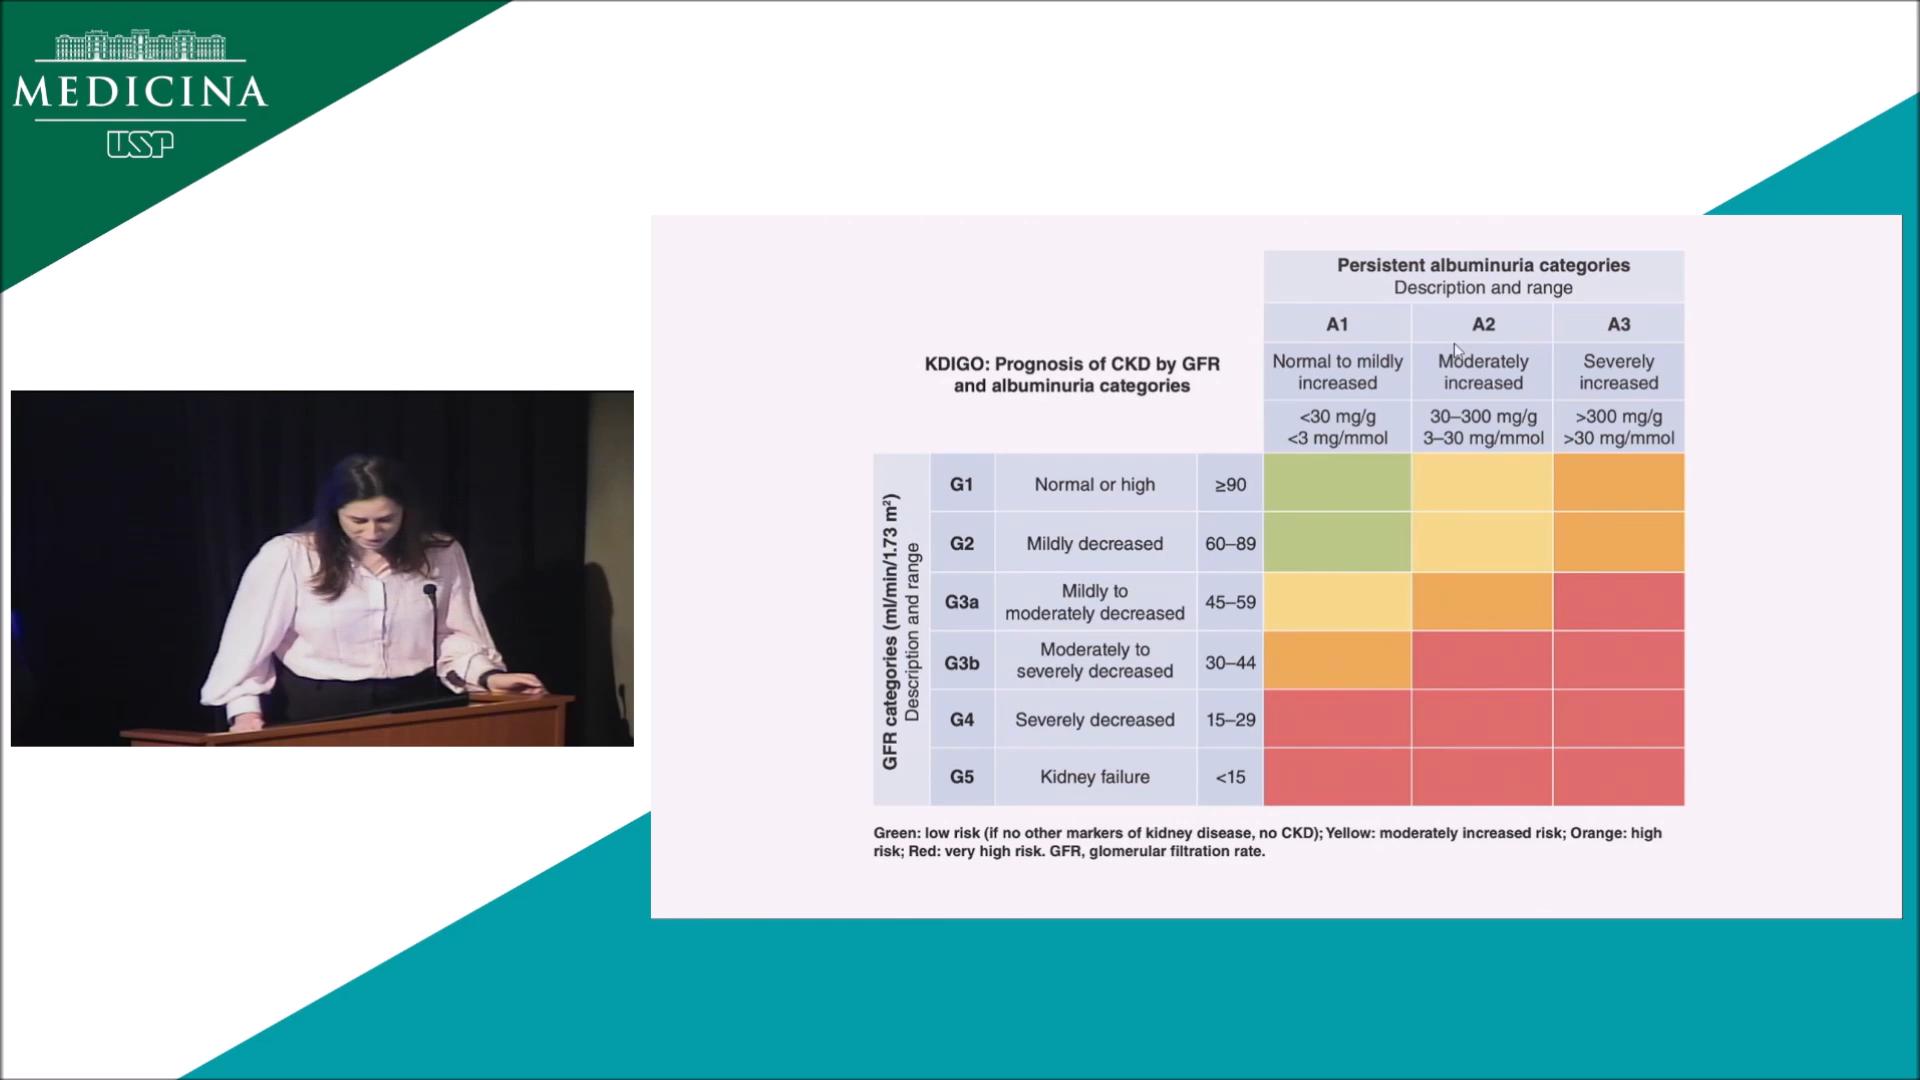 MEDICINA
USP
Persistent albuminuria categories
Description and range
A1
A2
A3
KDIGO: Prognosis of CKD by GFR
and albuminuria categories
Normal to mildly
increased
Moderately
increased
Severely
increased
<30 mg/g
<3 mg/mmol
30–300 mg/g
3–30 mg/mmol
>300 mg/g
>30 mg/mmol
GFR categories (ml/min/1.73 m²)
Description and range
G1
Normal or high
≥90
G2
Mildly decreased
60–89
G3a
Mildly to
moderately decreased
45–59
G3b
Moderately to
severely decreased
30–44
G4
Severely decreased
15–29
G5
Kidney failure
<15
Green: low risk (if no other markers of kidney disease, no CKD); Yellow: moderately increased risk; Orange: high
risk; Red: very high risk. GFR, glomerular filtration rate.